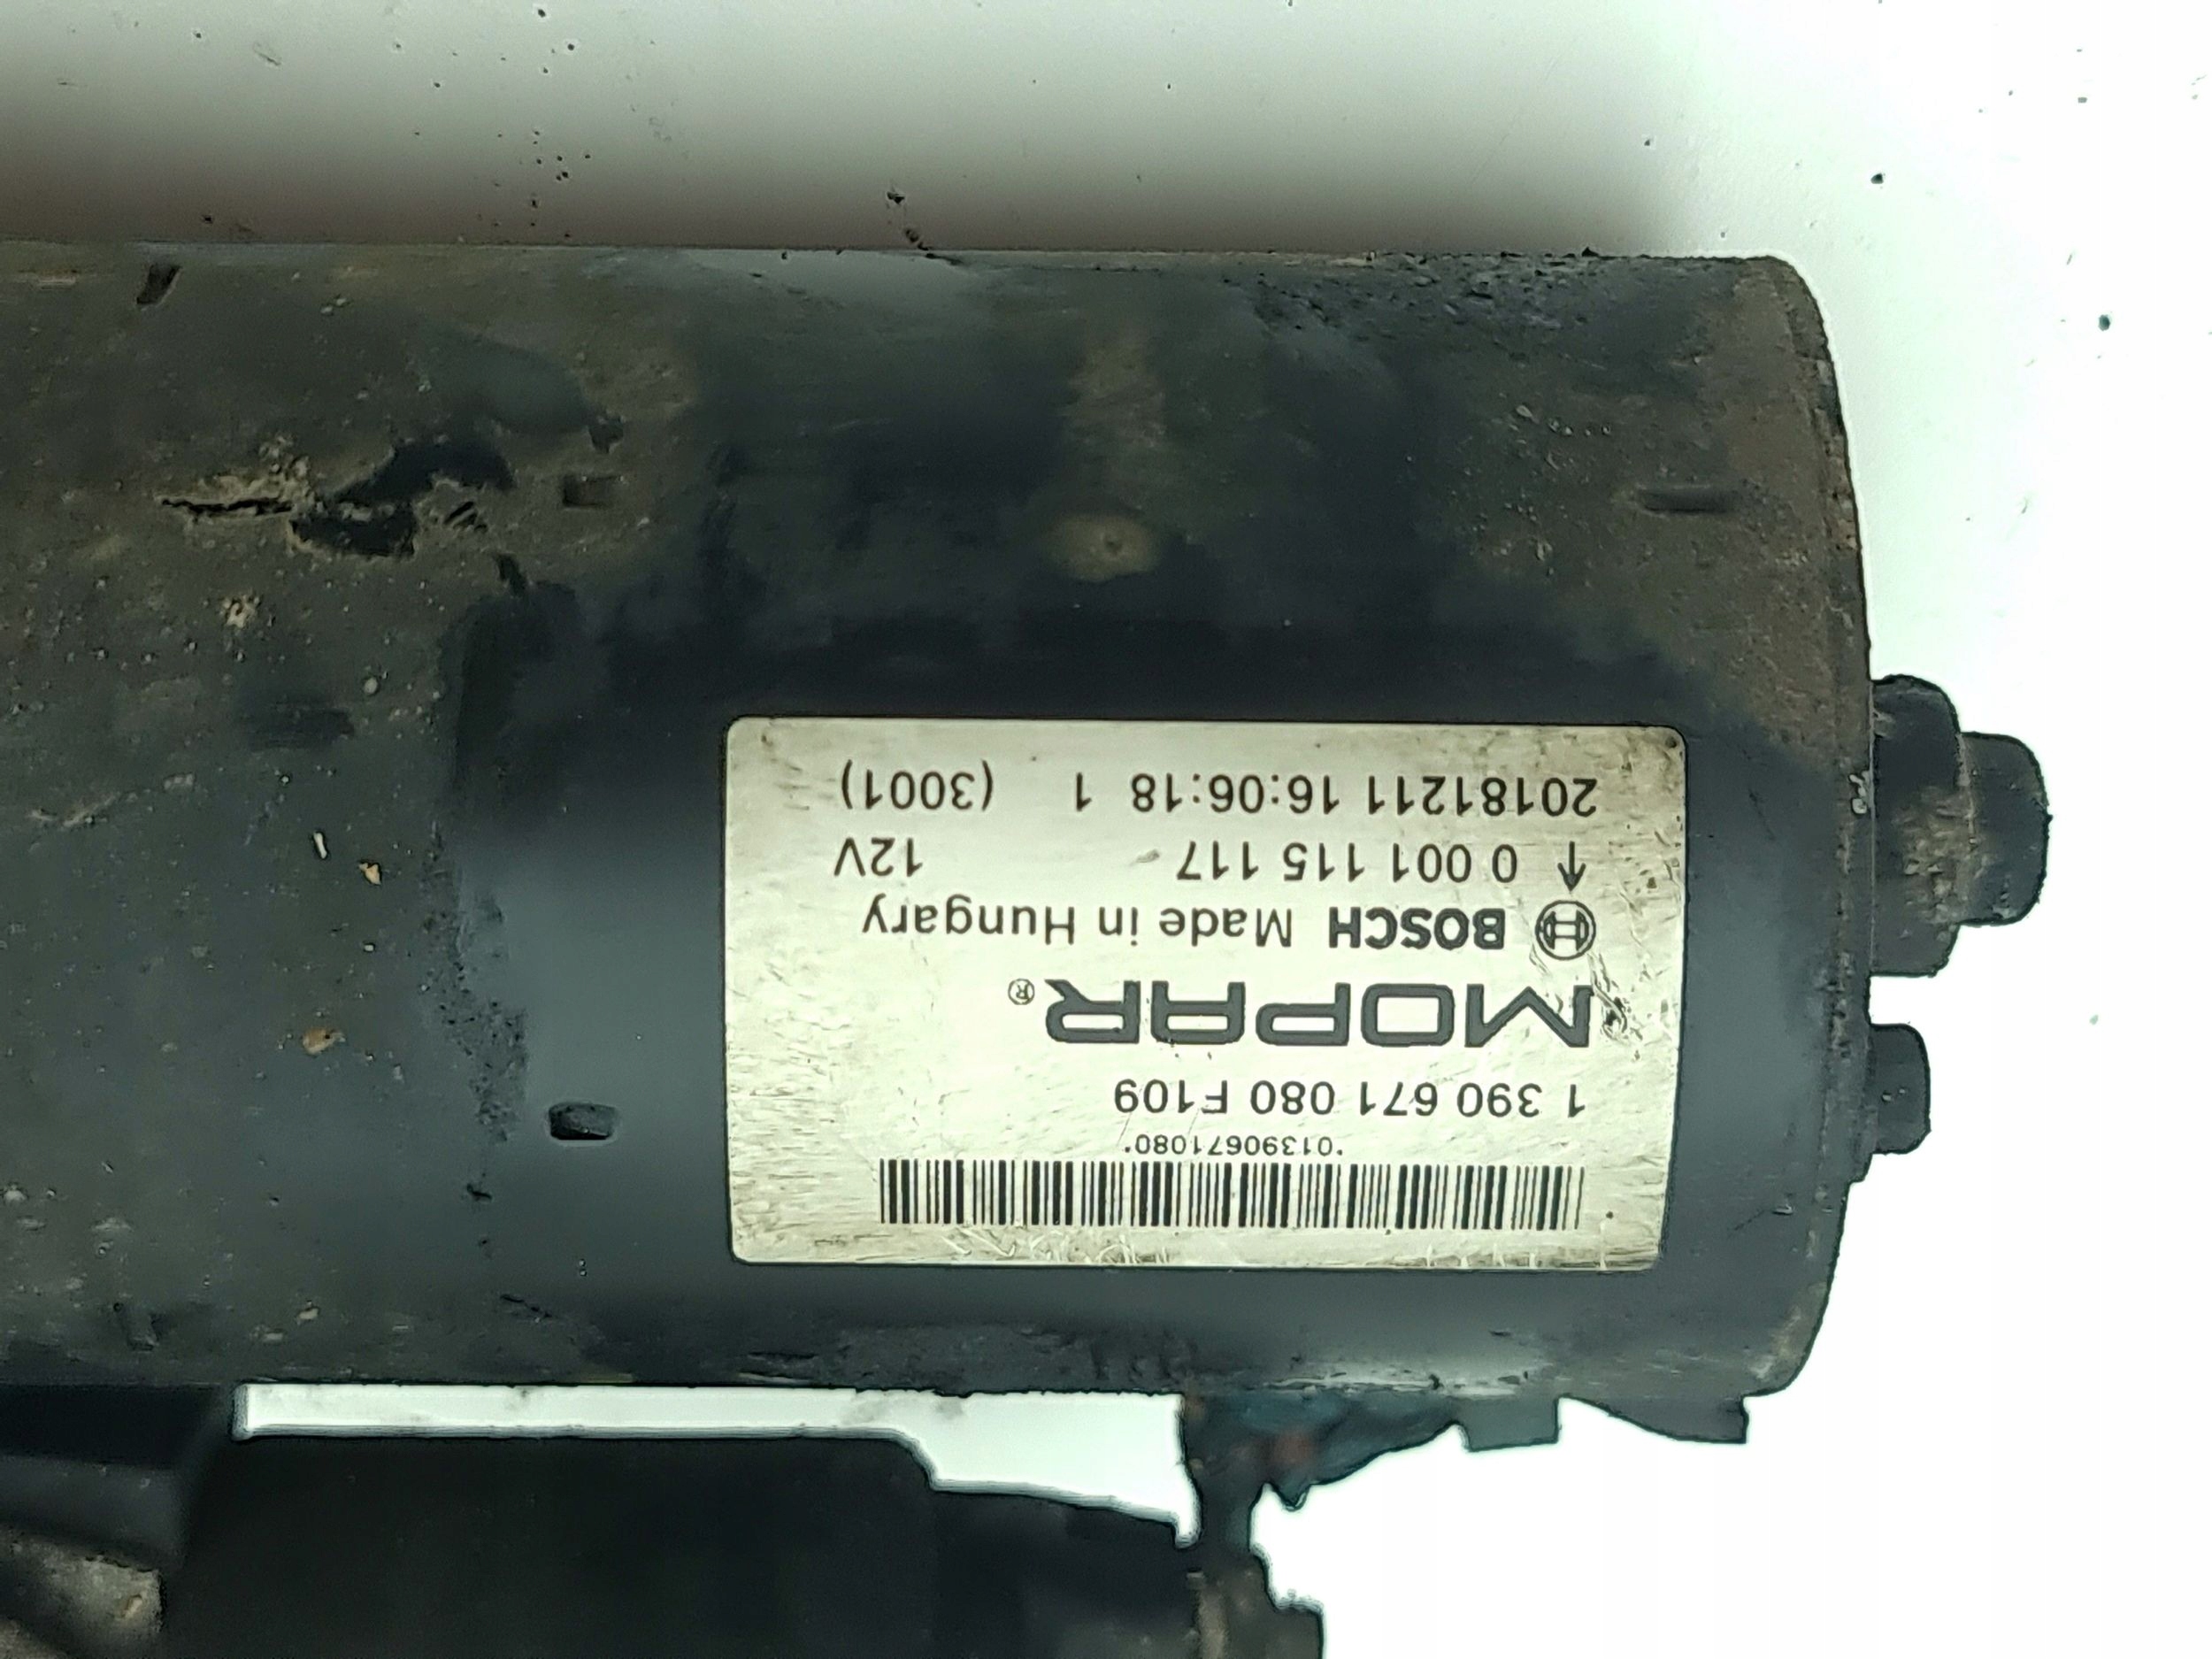 *01390671080*
1 390 671 080 F109
MOPAR®
BOSCH Made in Hungary
→ 0 001 115 117 12V
20181211 16:06:18 1 (3001)